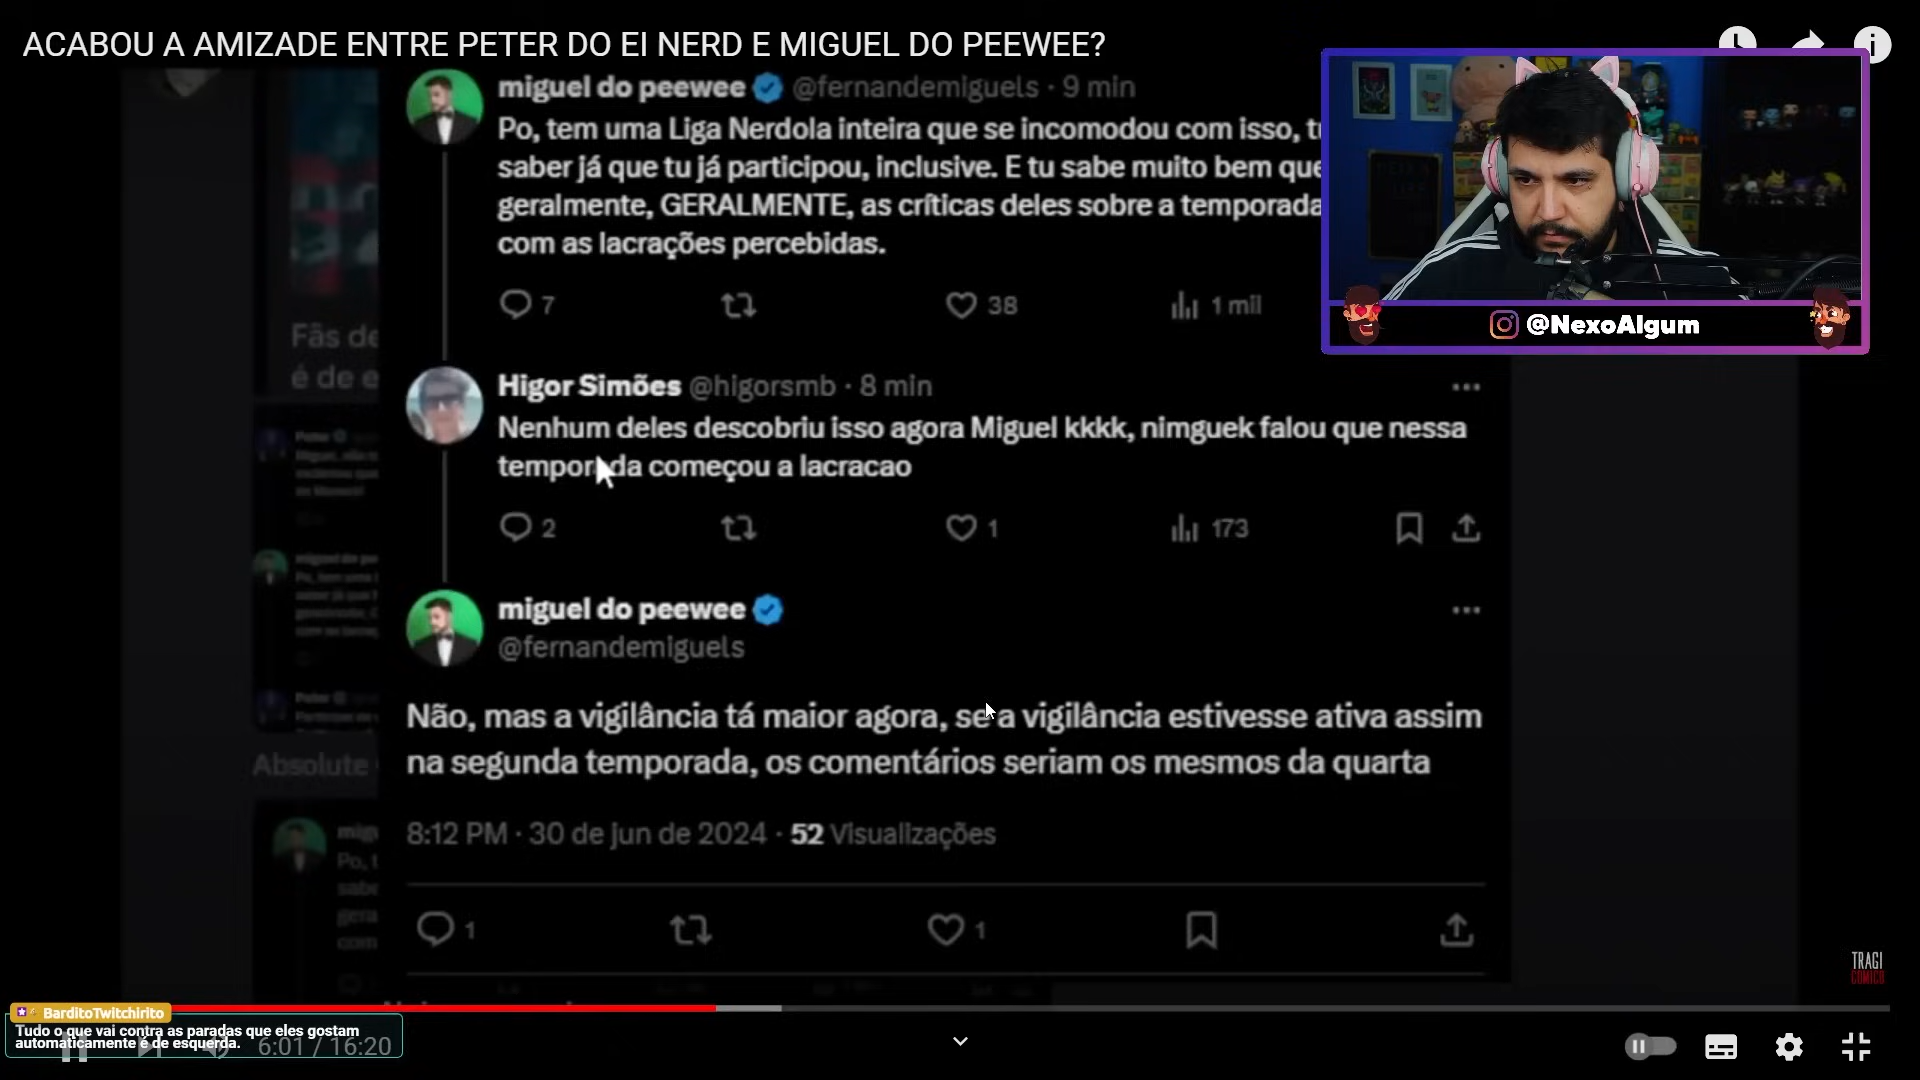 ACABOU A AMIZADE ENTRE PETER DO EI NERD E MIGUEL DO PEEWEE?
miguel do peewee @fernandemiguels · 9 min
Po, tem uma Liga Nerdola inteira que se incomodou com isso,
saber já que tu já participou, inclusive. E tu sabe muito bem que
geralmente, GERALMENTE, as críticas deles sobre a temporada
com as lacrações percebidas.
7 38 1 mil
@NexoAlgum
Fãs de
é de e
Higor Simões @higorsmb · 8 min
Nenhum deles descobriu isso agora Miguel kkkk, nimguek falou que nessa
temporada começou a lacracao
2 1 173
miguel do peewee
@fernandemiguels
Não, mas a vigilância tá maior agora, se a vigilância estivesse ativa assim
na segunda temporada, os comentários seriam os mesmos da quarta
Absolute
8:12 PM · 30 de jun de 2024 · 52 Visualizações
1 1
TRAGI
CÔMICO
BarditoTwitchirito
Tudo o que vai contra as paradas que eles gostam
automaticamente é de esquerda.
6:01 / 16:20